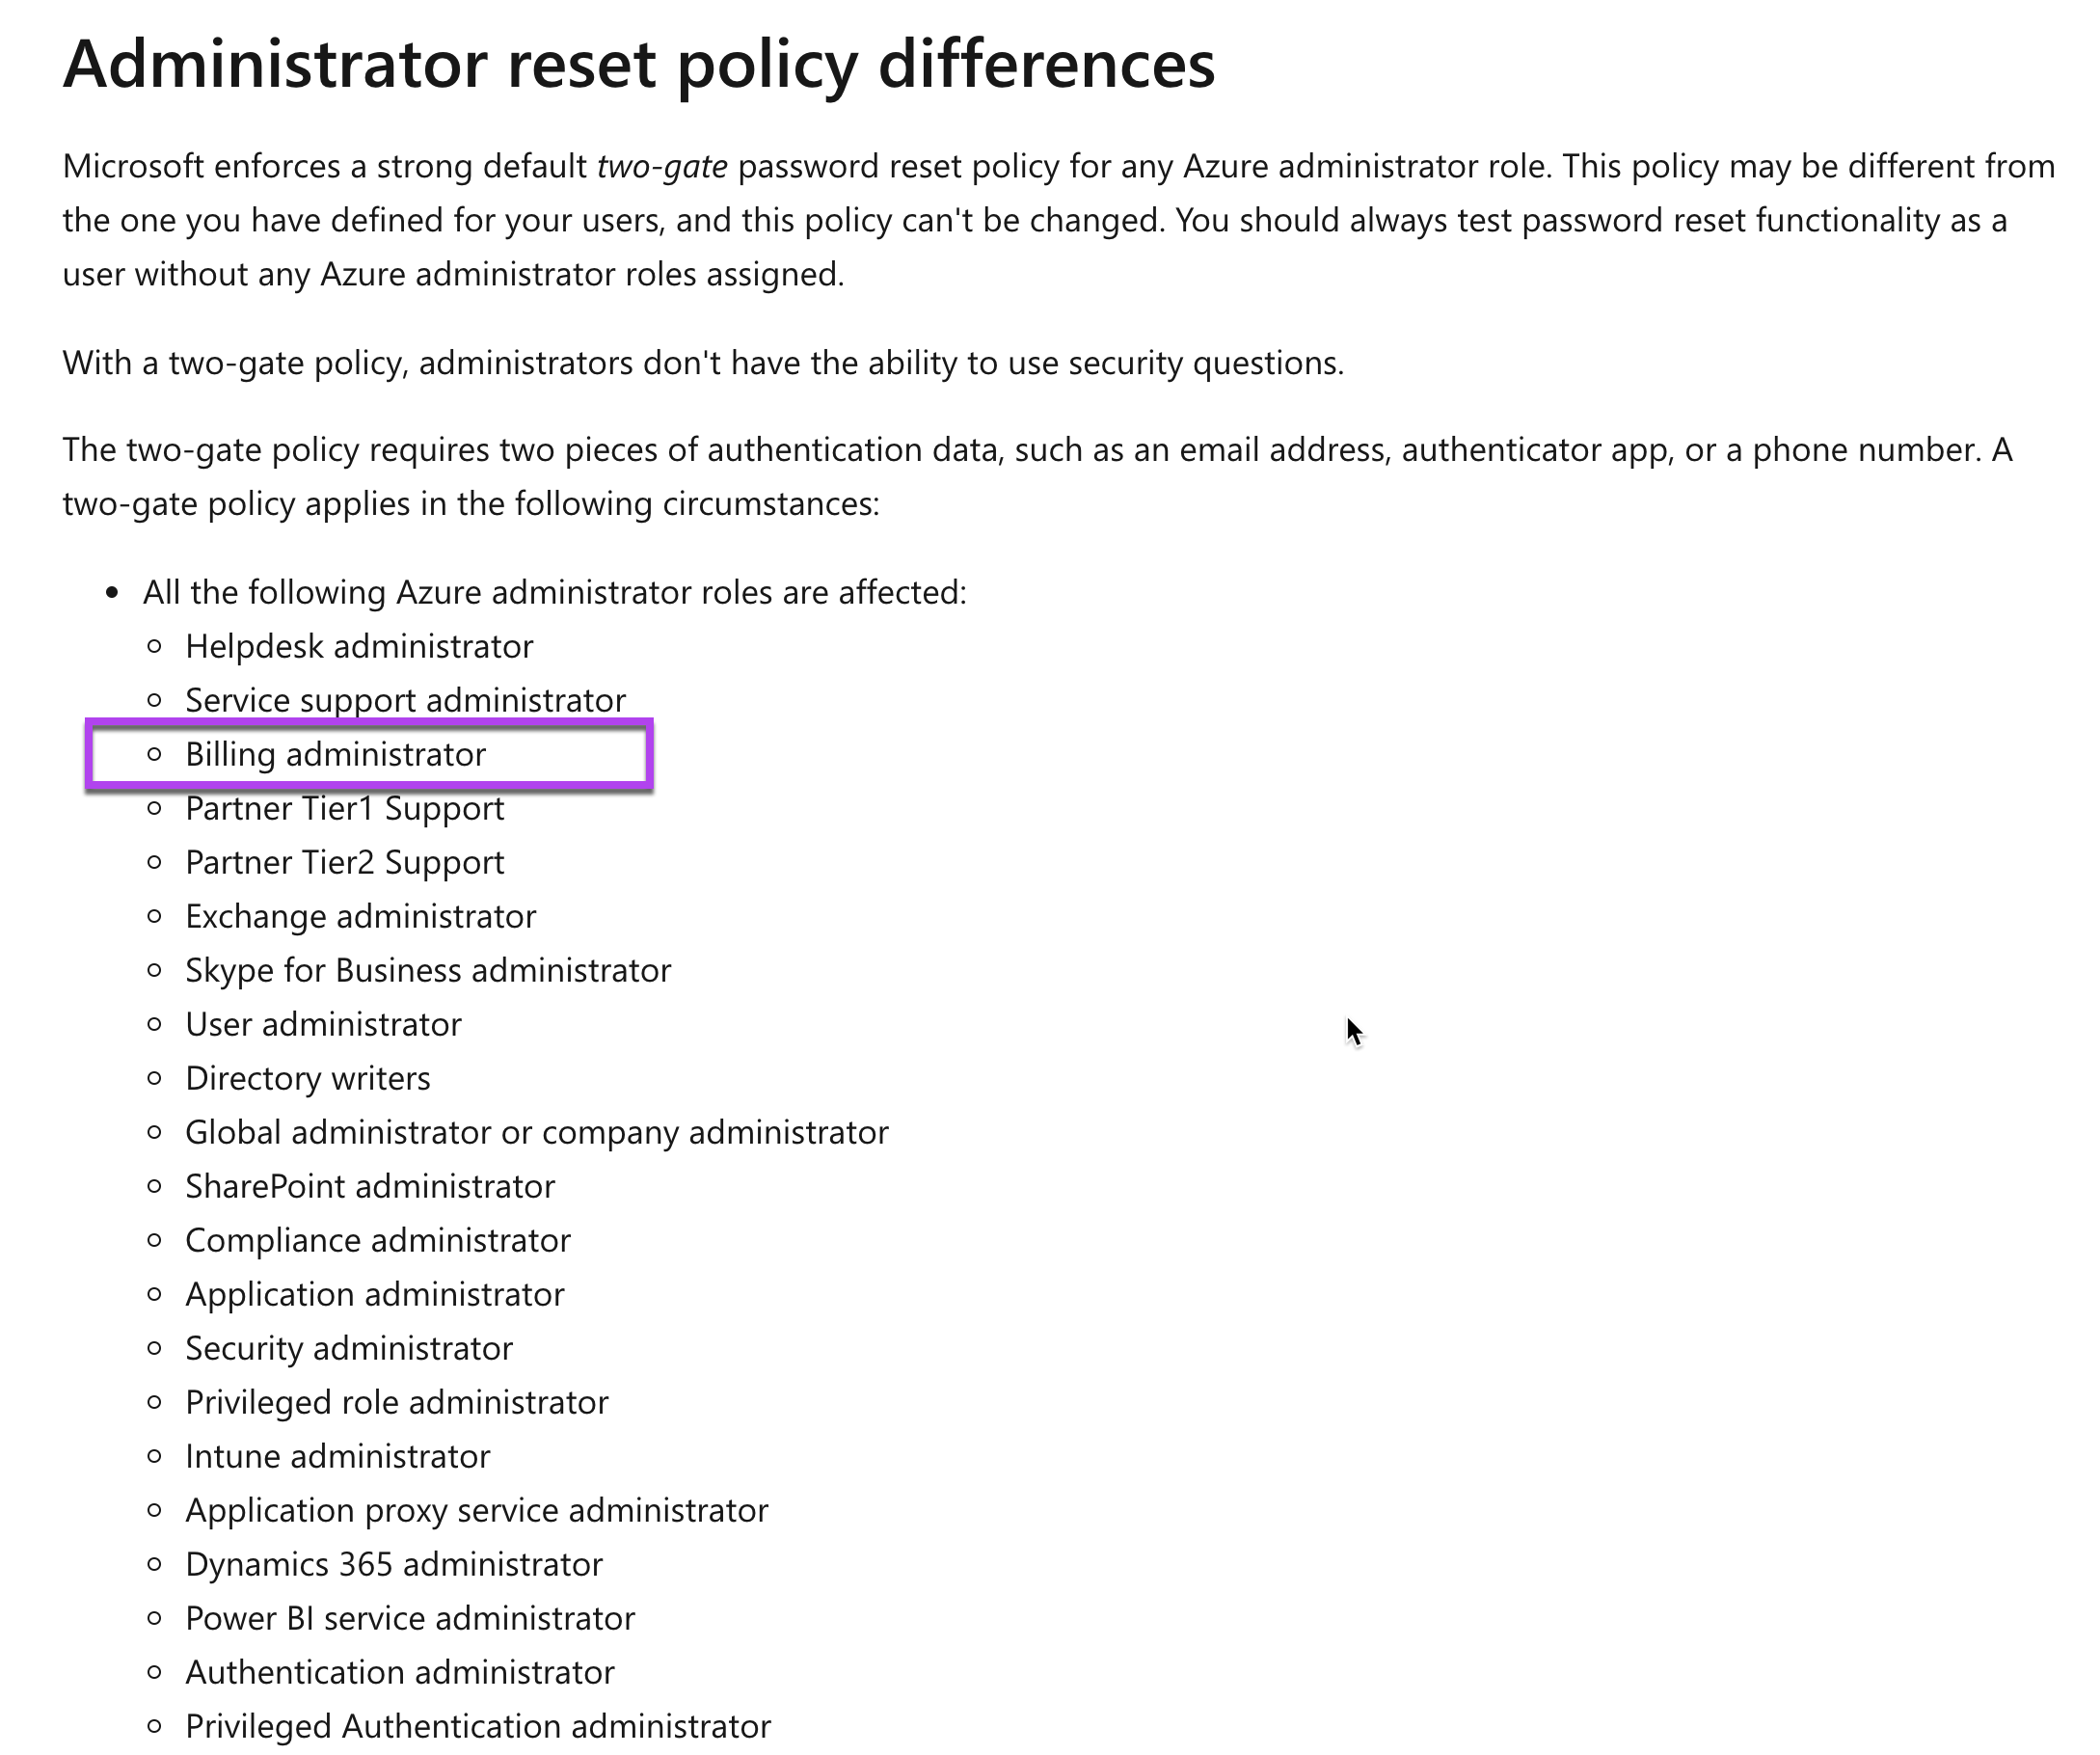 Administrator reset policy differences
Microsoft enforces a strong default two-gate password reset policy for any Azure administrator role. This policy may be different from
the one you have defined for your users, and this policy can't be changed. You should always test password reset functionality as a
user without any Azure administrator roles assigned.
With a two-gate policy, administrators don't have the ability to use security questions.
The two-gate policy requires two pieces of authentication data, such as an email address, authenticator app, or a phone number. A
two-gate policy applies in the following circumstances:
All the following Azure administrator roles are affected:
Helpdesk administrator
Service support administrator
Billing administrator
Partner Tier1 Support
Partner Tier2 Support
Exchange administrator
Skype for Business administrator
User administrator
Directory writers
Global administrator or company administrator
SharePoint administrator
Compliance administrator
Application administrator
Security administrator
Privileged role administrator
Intune administrator
Application proxy service administrator
Dynamics 365 administrator
Power BI service administrator
Authentication administrator
Privileged Authentication administrator